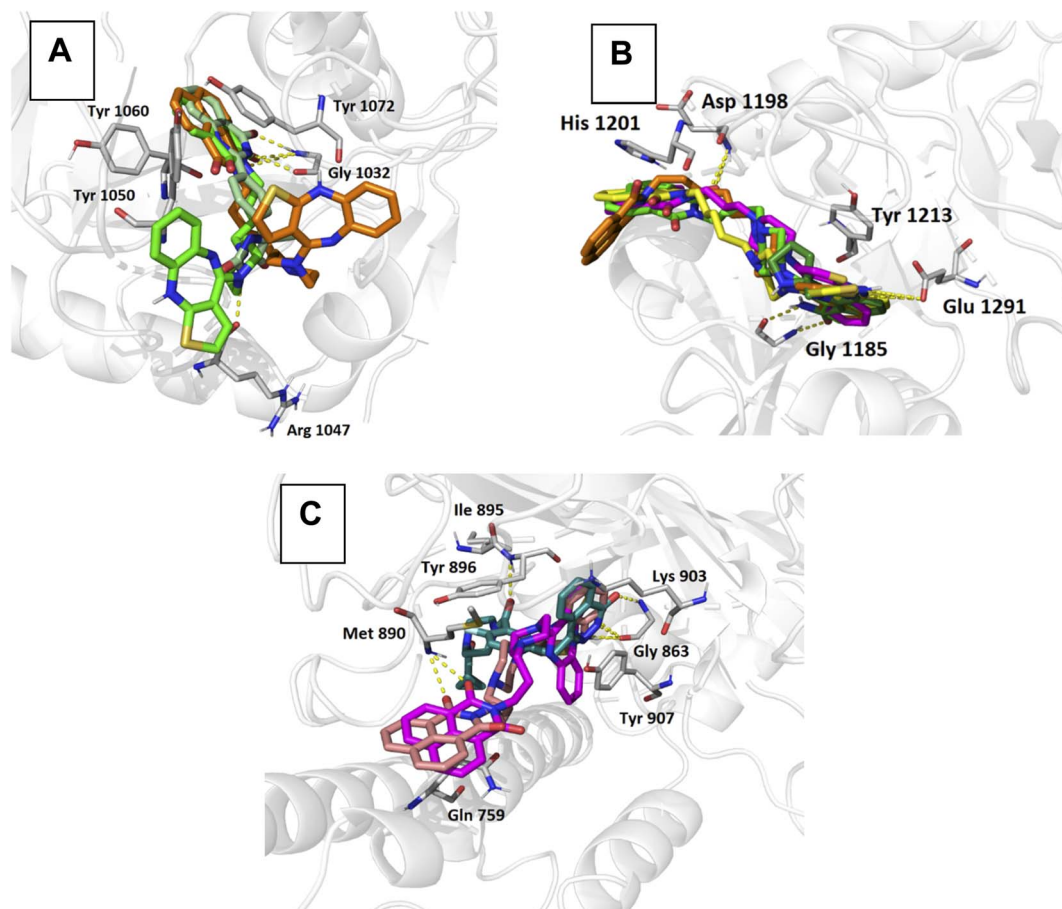 A
Tyr 1060
Tyr 1072
Tyr 1050
Gly 1032
Arg 1047
B
Asp 1198
His 1201
Tyr 1213
Glu 1291
Gly 1185
C
Ile 895
Tyr 896
Lys 903
Met 890
Gly 863
Tyr 907
Gln 759